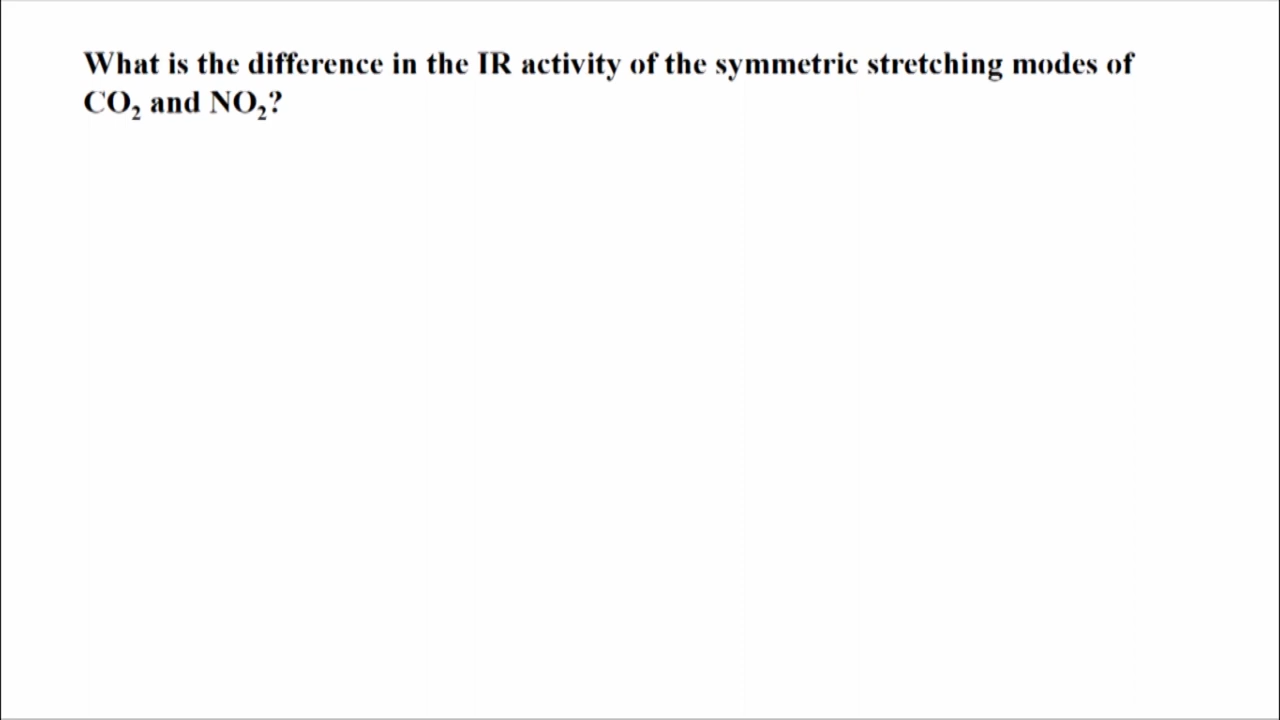 What is the difference in the IR activity of the symmetric stretching modes of
CO₂ and NO₂?